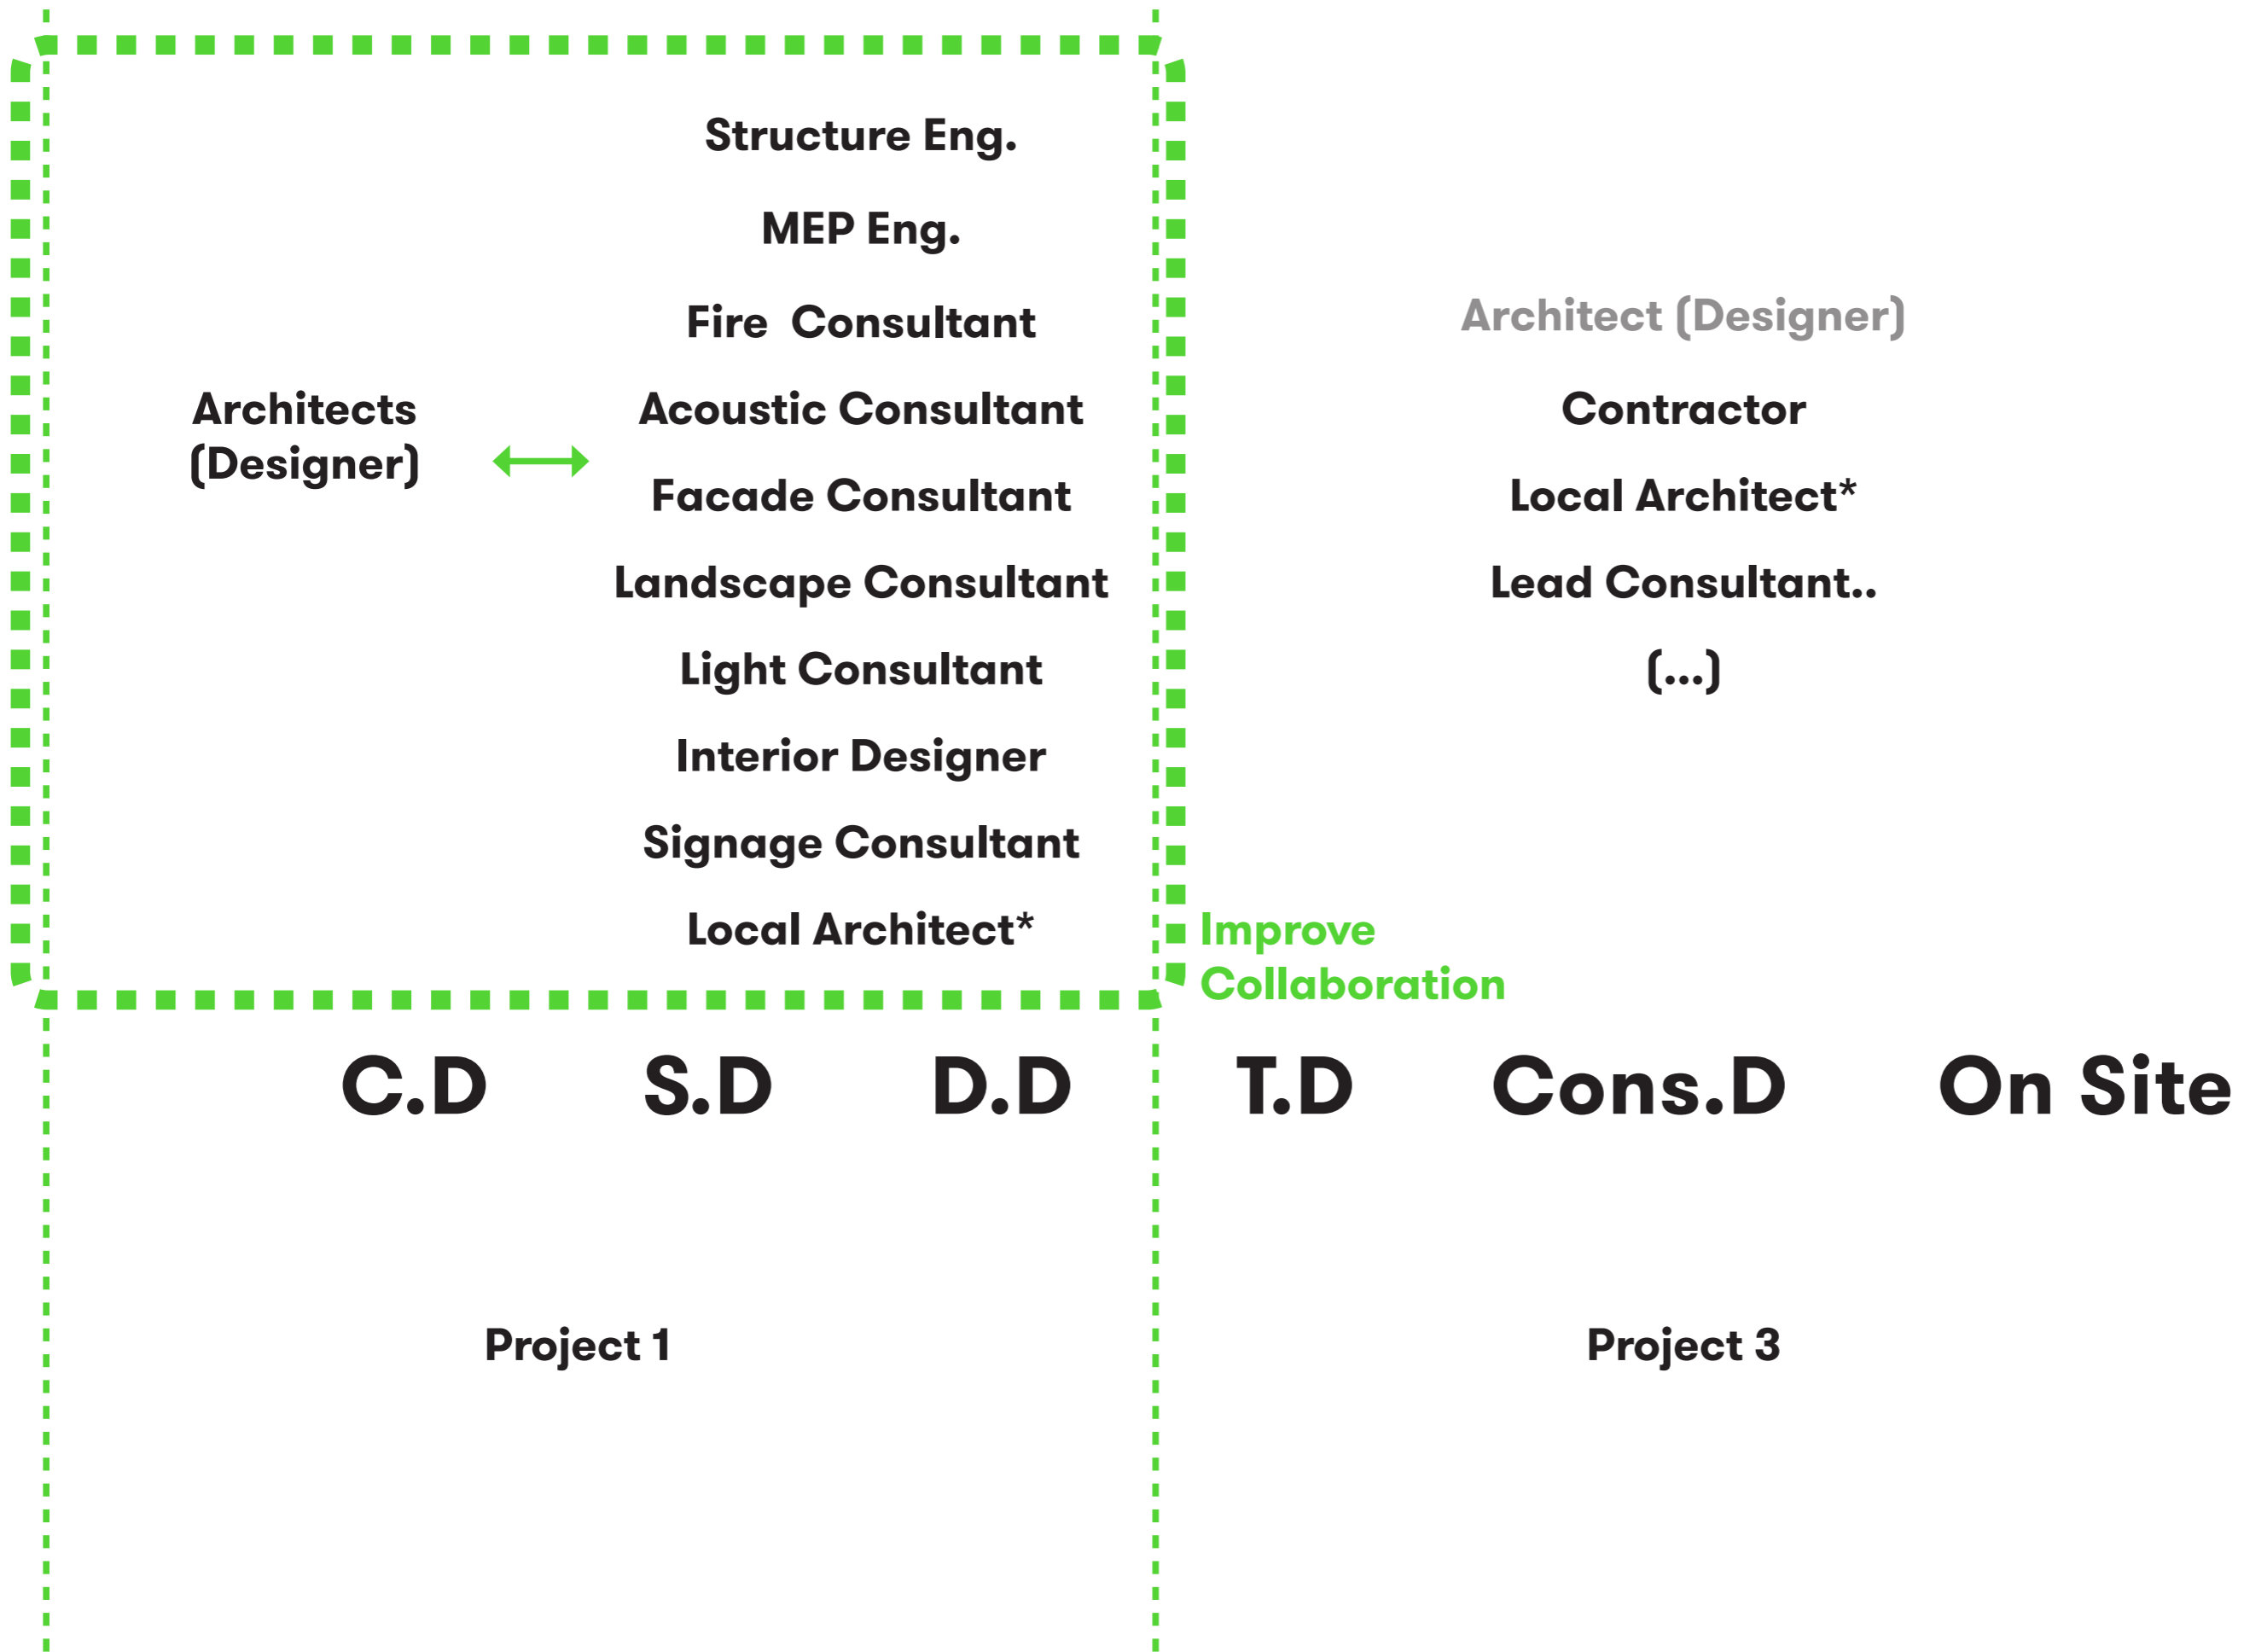 Structure Eng.
MEP Eng.
Fire  Consultant
Architects
(Designer)
Acoustic Consultant
Facade Consultant
Landscape Consultant
Light Consultant
Interior Designer
Signage Consultant
Local Architect*
Architect (Designer)
Contractor
Local Architect*
Lead Consultant..
(...)
Improve
Collaboration
C.D
S.D
D.D
T.D
Cons.D
On Site
Project 1
Project 3